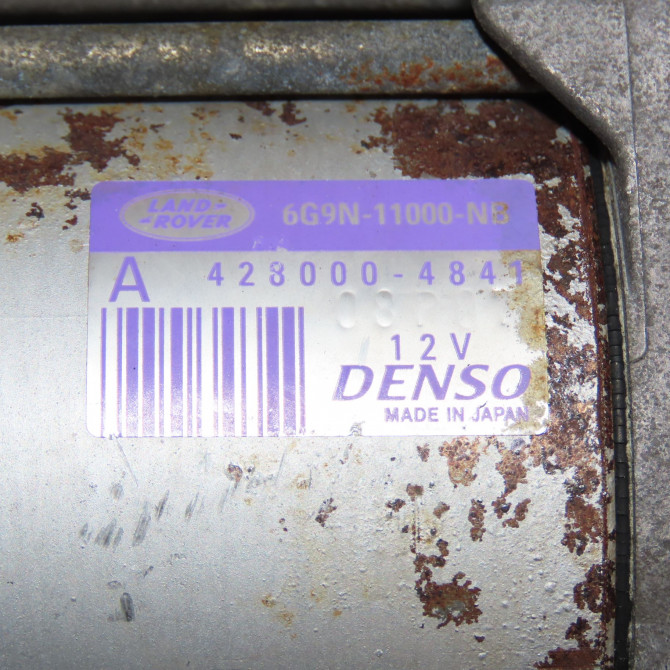 LAND-
-ROVER
6G9N-11000-NB
A 428000-4841
12V
DENSO
MADE IN JAPAN